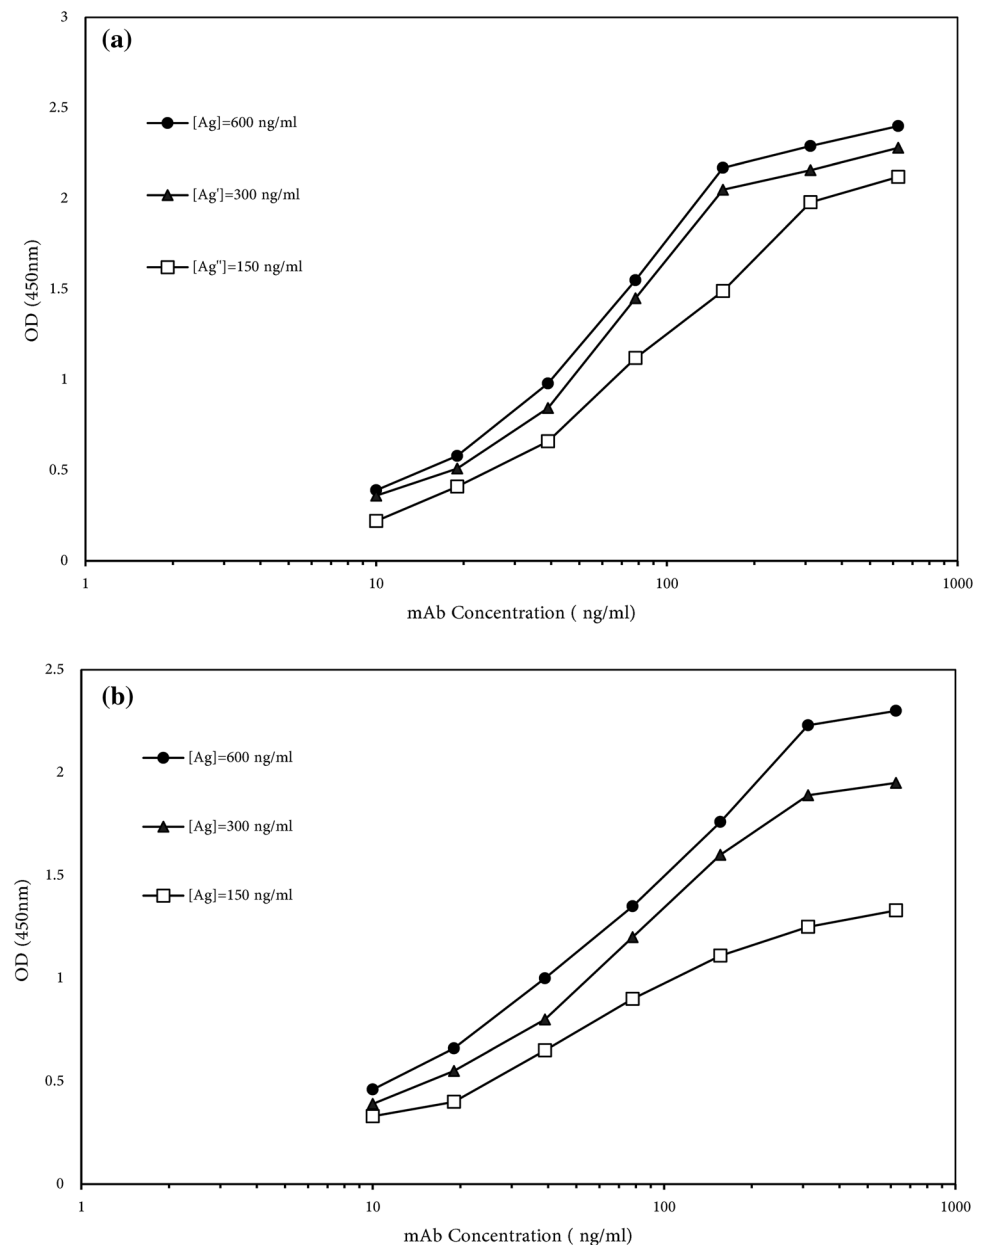 3
(a)
2.5
[Ag]=600 ng/ml
[Ag']=300 ng/ml
2
[Ag"]=150 ng/ml
1.5
OD (450nm)
1
0.5
0
1 10 100 1000
mAb Concentration ( ng/ml)
2.5
(b)
[Ag]=600 ng/ml
2
[Ag]=300 ng/ml
1.5
[Ag]=150 ng/ml
OD (450nm)
1
0.5
0
1 10 100 1000
mAb Concentration ( ng/ml)